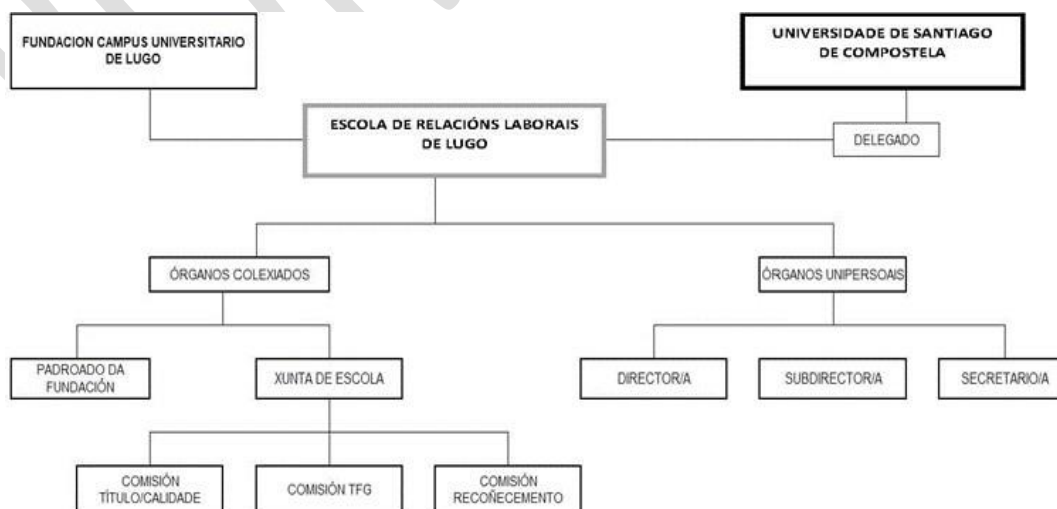 FUNDACION CAMPUS UNIVERSITARIO
DE LUGO
UNIVERSIDADE DE SANTIAGO
DE COMPOSTELA
ESCOLA DE RELACIÓNS LABORAIS
DE LUGO
DELEGADO
ÓRGANOS COLEXIADOS
ÓRGANOS UNIPERSOAIS
PADROADO DA
FUNDACIÓN
XUNTA DE ESCOLA
DIRECTOR/A
SUBDIRECTOR/A
SECRETARIO/A
COMISIÓN
TÍTULO/CALIDADE
COMISIÓN TFG
COMISIÓN
RECOÑECEMENTO